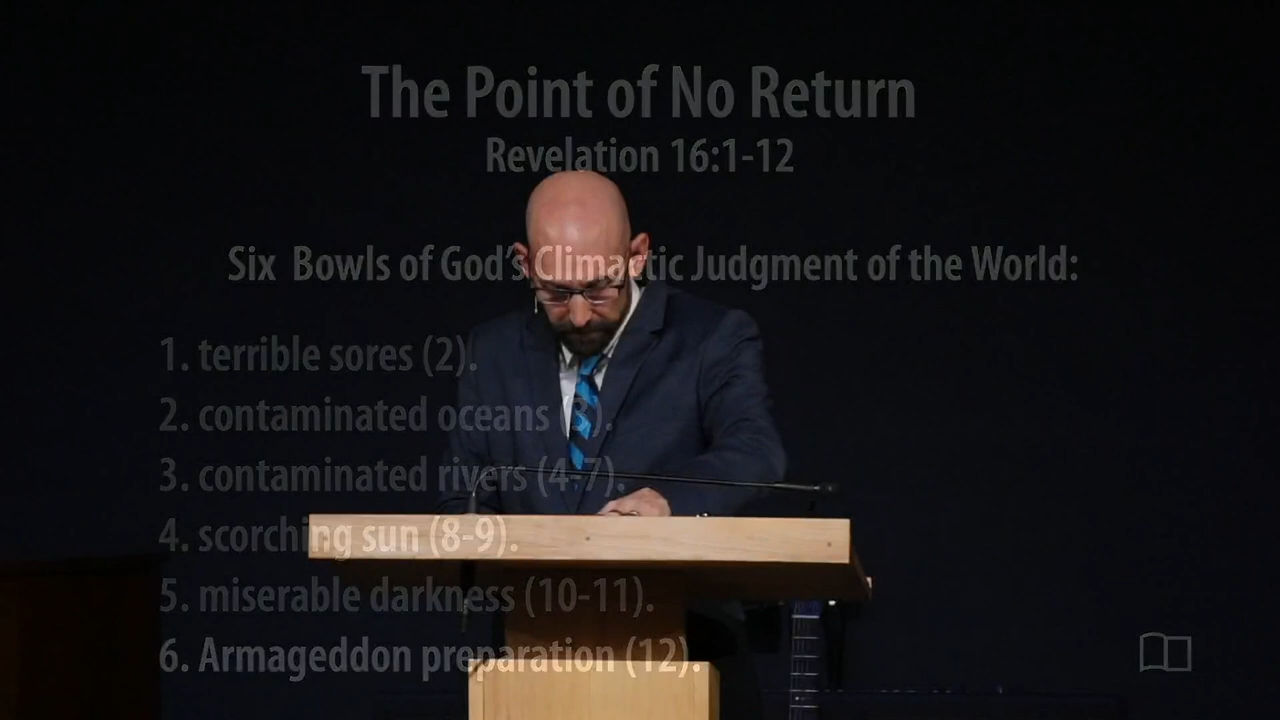 The Point of No Return
Revelation 16:1-12
Six Bowls of God's Climactic Judgment of the World:
1. terrible sores (2).
2. contaminated oceans (3).
3. contaminated rivers (4-7).
4. scorching sun (8-9).
5. miserable darkness (10-11).
6. Armageddon preparation (12).